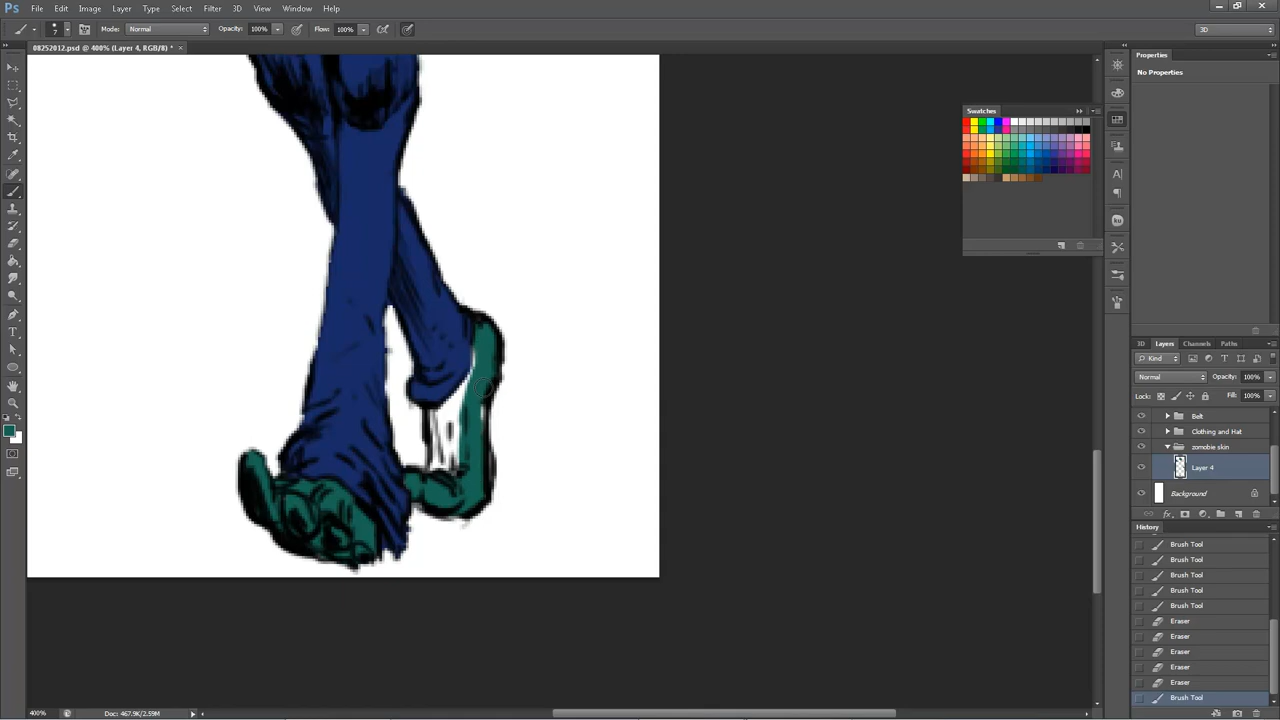 Ps File Edit Image Layer Type Select Filter 3D View Window Help
7 Mode: Normal Opacity: 100% Flow: 100% 3D
08252012.psd @ 400% (Layer 4, RGB/8) * ×
Properties
No Properties
Swatches
3D Layers Channels Paths
Kind
Normal Opacity: 100%
Lock: Fill: 100%
Belt
Clothing and Hat
zomobie skin
Layer 4
Background
History
Brush Tool
Brush Tool
Brush Tool
Brush Tool
Brush Tool
Eraser
Eraser
Eraser
Eraser
Eraser
Brush Tool
400% Doc: 467.9K/2.59M